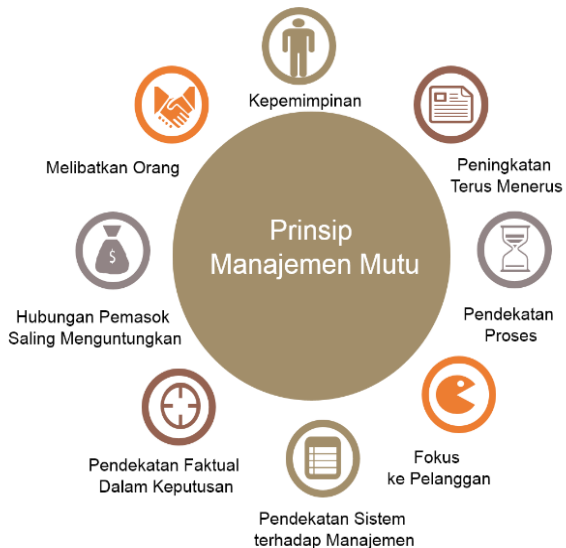 Kepemimpinan
Melibatkan Orang
Peningkatan
Terus Menerus
Prinsip
Manajemen Mutu
$
Hubungan Pemasok
Saling Menguntungkan
Pendekatan
Proses
Pendekatan Faktual
Dalam Keputusan
Fokus
ke Pelanggan
Pendekatan Sistem
terhadap Manajemen